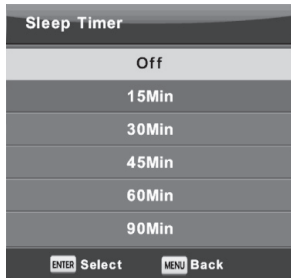 Sleep Timer
Off
15Min
30Min
45Min
60Min
90Min
ENTER Select MENU Back